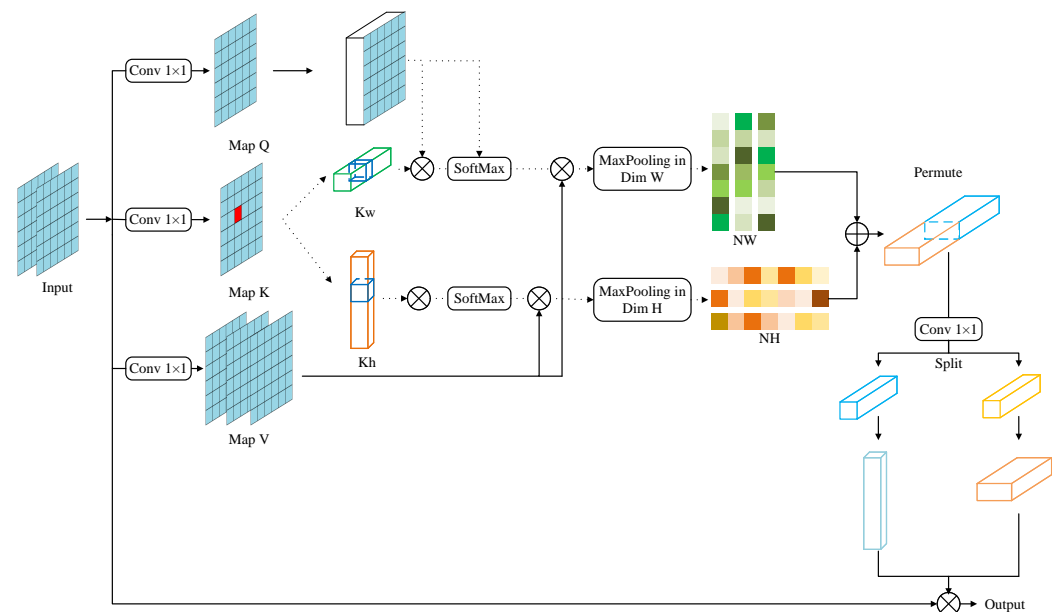 Conv 1×1
Map Q
SoftMax
MaxPooling in
Dim W
Permute
Conv 1×1
Kw
NW
Input
Map K
SoftMax
MaxPooling in
Dim H
Conv 1×1
Kh
NH
Conv 1×1
Split
Map V
Output